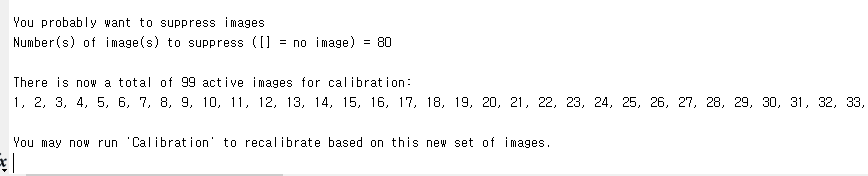 You probably want to suppress images
Number(s) of image(s) to suppress ([] = no image) = 80
There is now a total of 99 active images for calibration:
1, 2, 3, 4, 5, 6, 7, 8, 9, 10, 11, 12, 13, 14, 15, 16, 17, 18, 19, 20, 21, 22, 23, 24, 25, 26, 27, 28, 29, 30, 31, 32, 33,
You may now run 'Calibration' to recalibrate based on this new set of images.